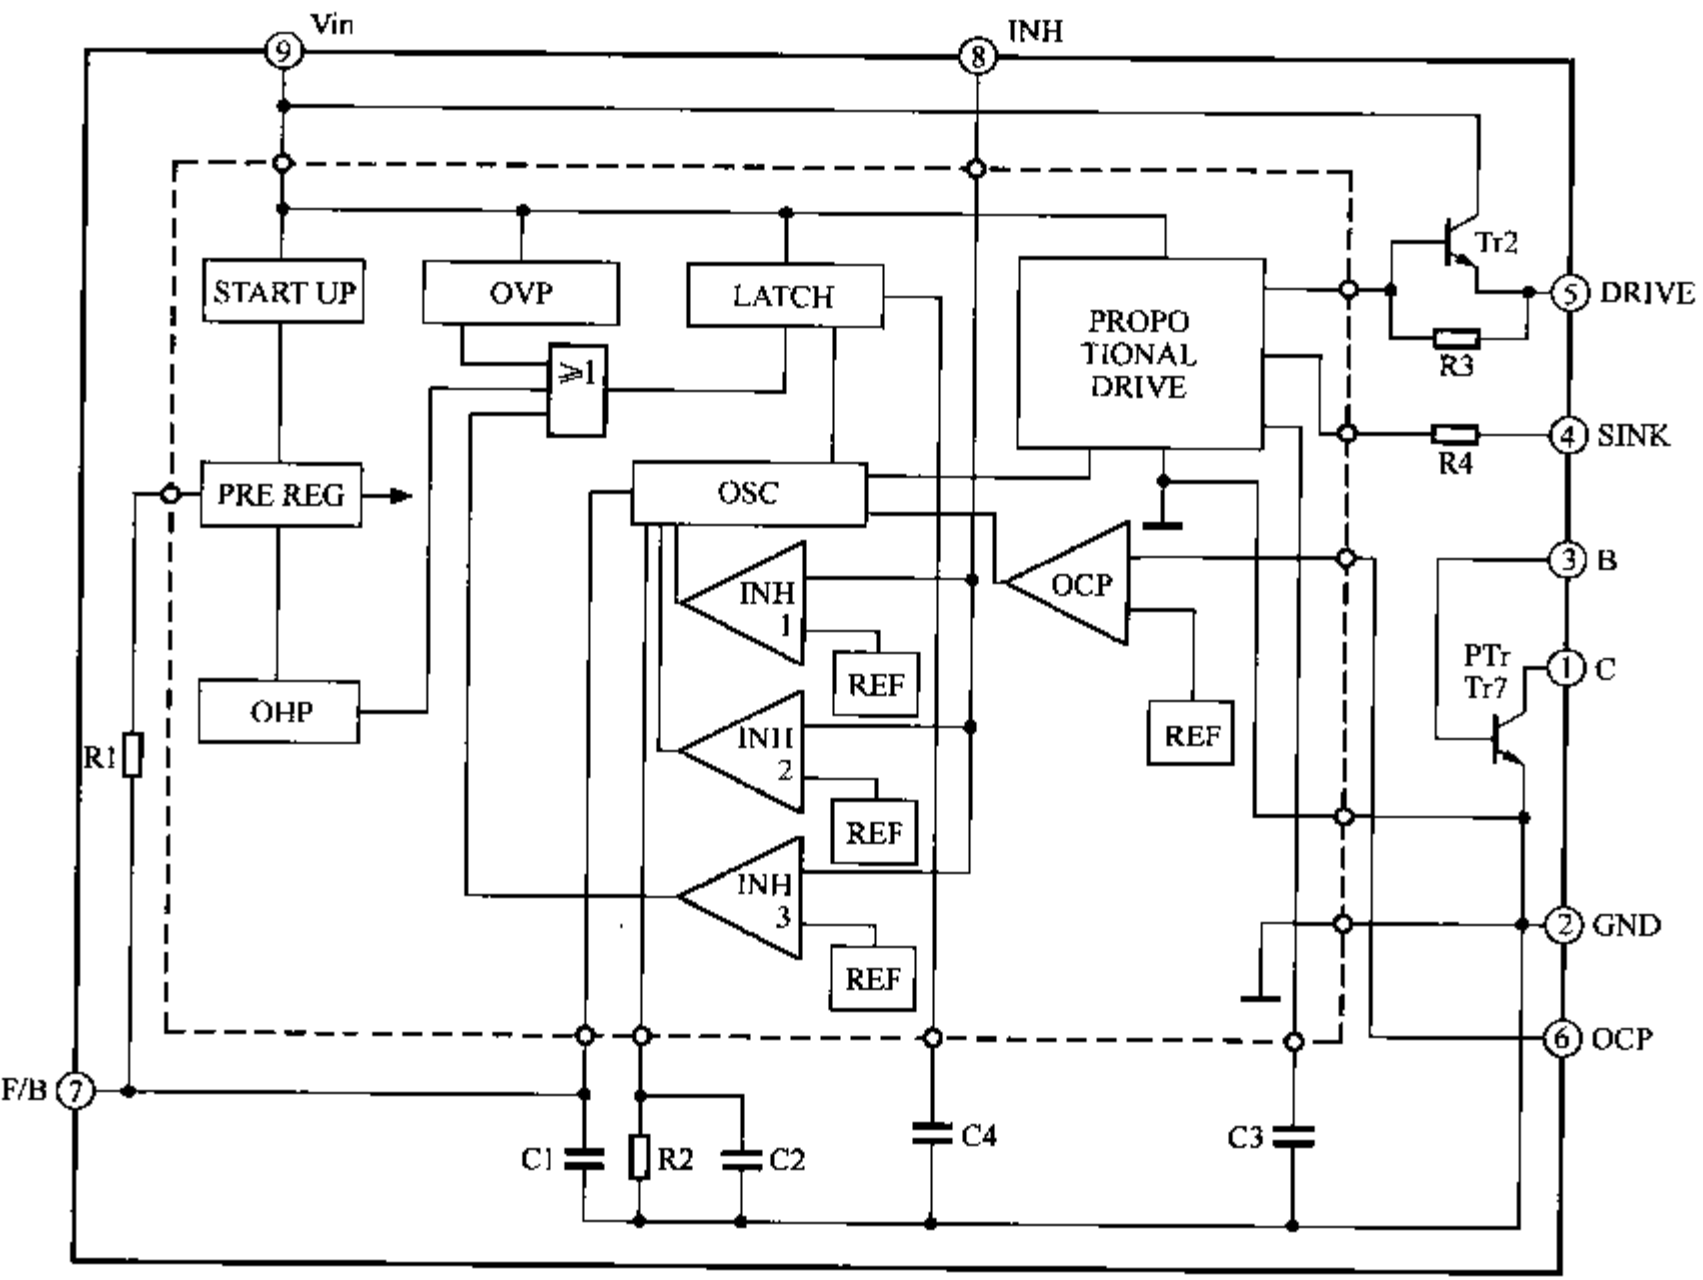 Vin
9
INH
8
Tr2
START UP
OVP
LATCH
PROPO
TIONAL
DRIVE
5 DRIVE
R3
≥1
4 SINK
R4
PRE REG
OSC
3 B
OCP
INH
1
REF
PTr
Tr7
1 C
OHP
REF
R1
INH
2
REF
INH
3
REF
2 GND
6 OCP
F/B 7
C1
R2
C2
C4
C3